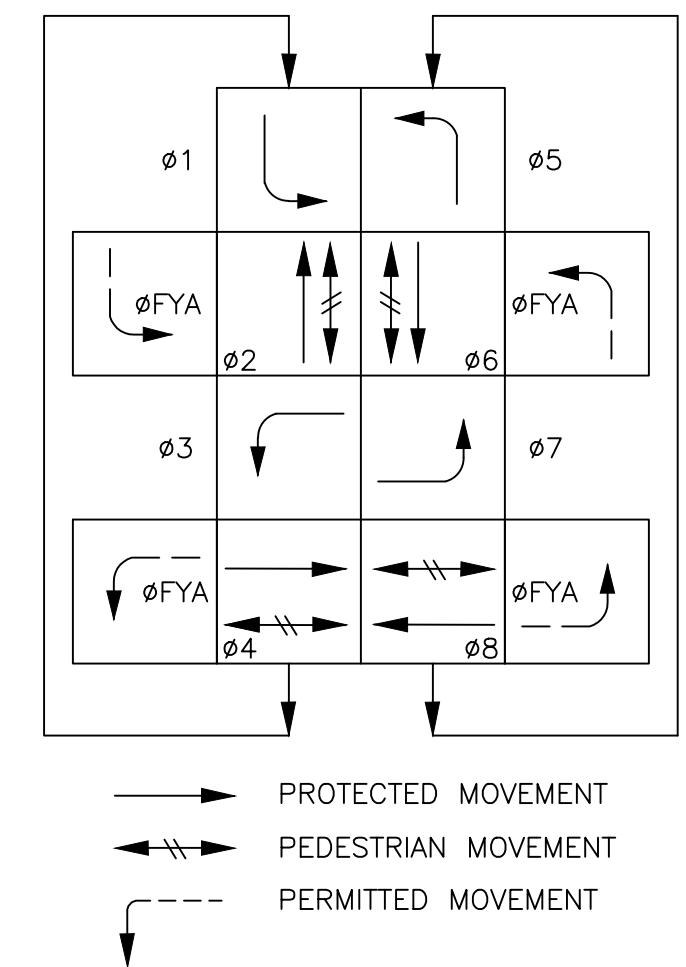 ø1
ø5
øFYA
øFYA
ø2
ø6
ø3
ø7
øFYA
øFYA
ø4
ø8
PROTECTED MOVEMENT
PEDESTRIAN MOVEMENT
PERMITTED MOVEMENT